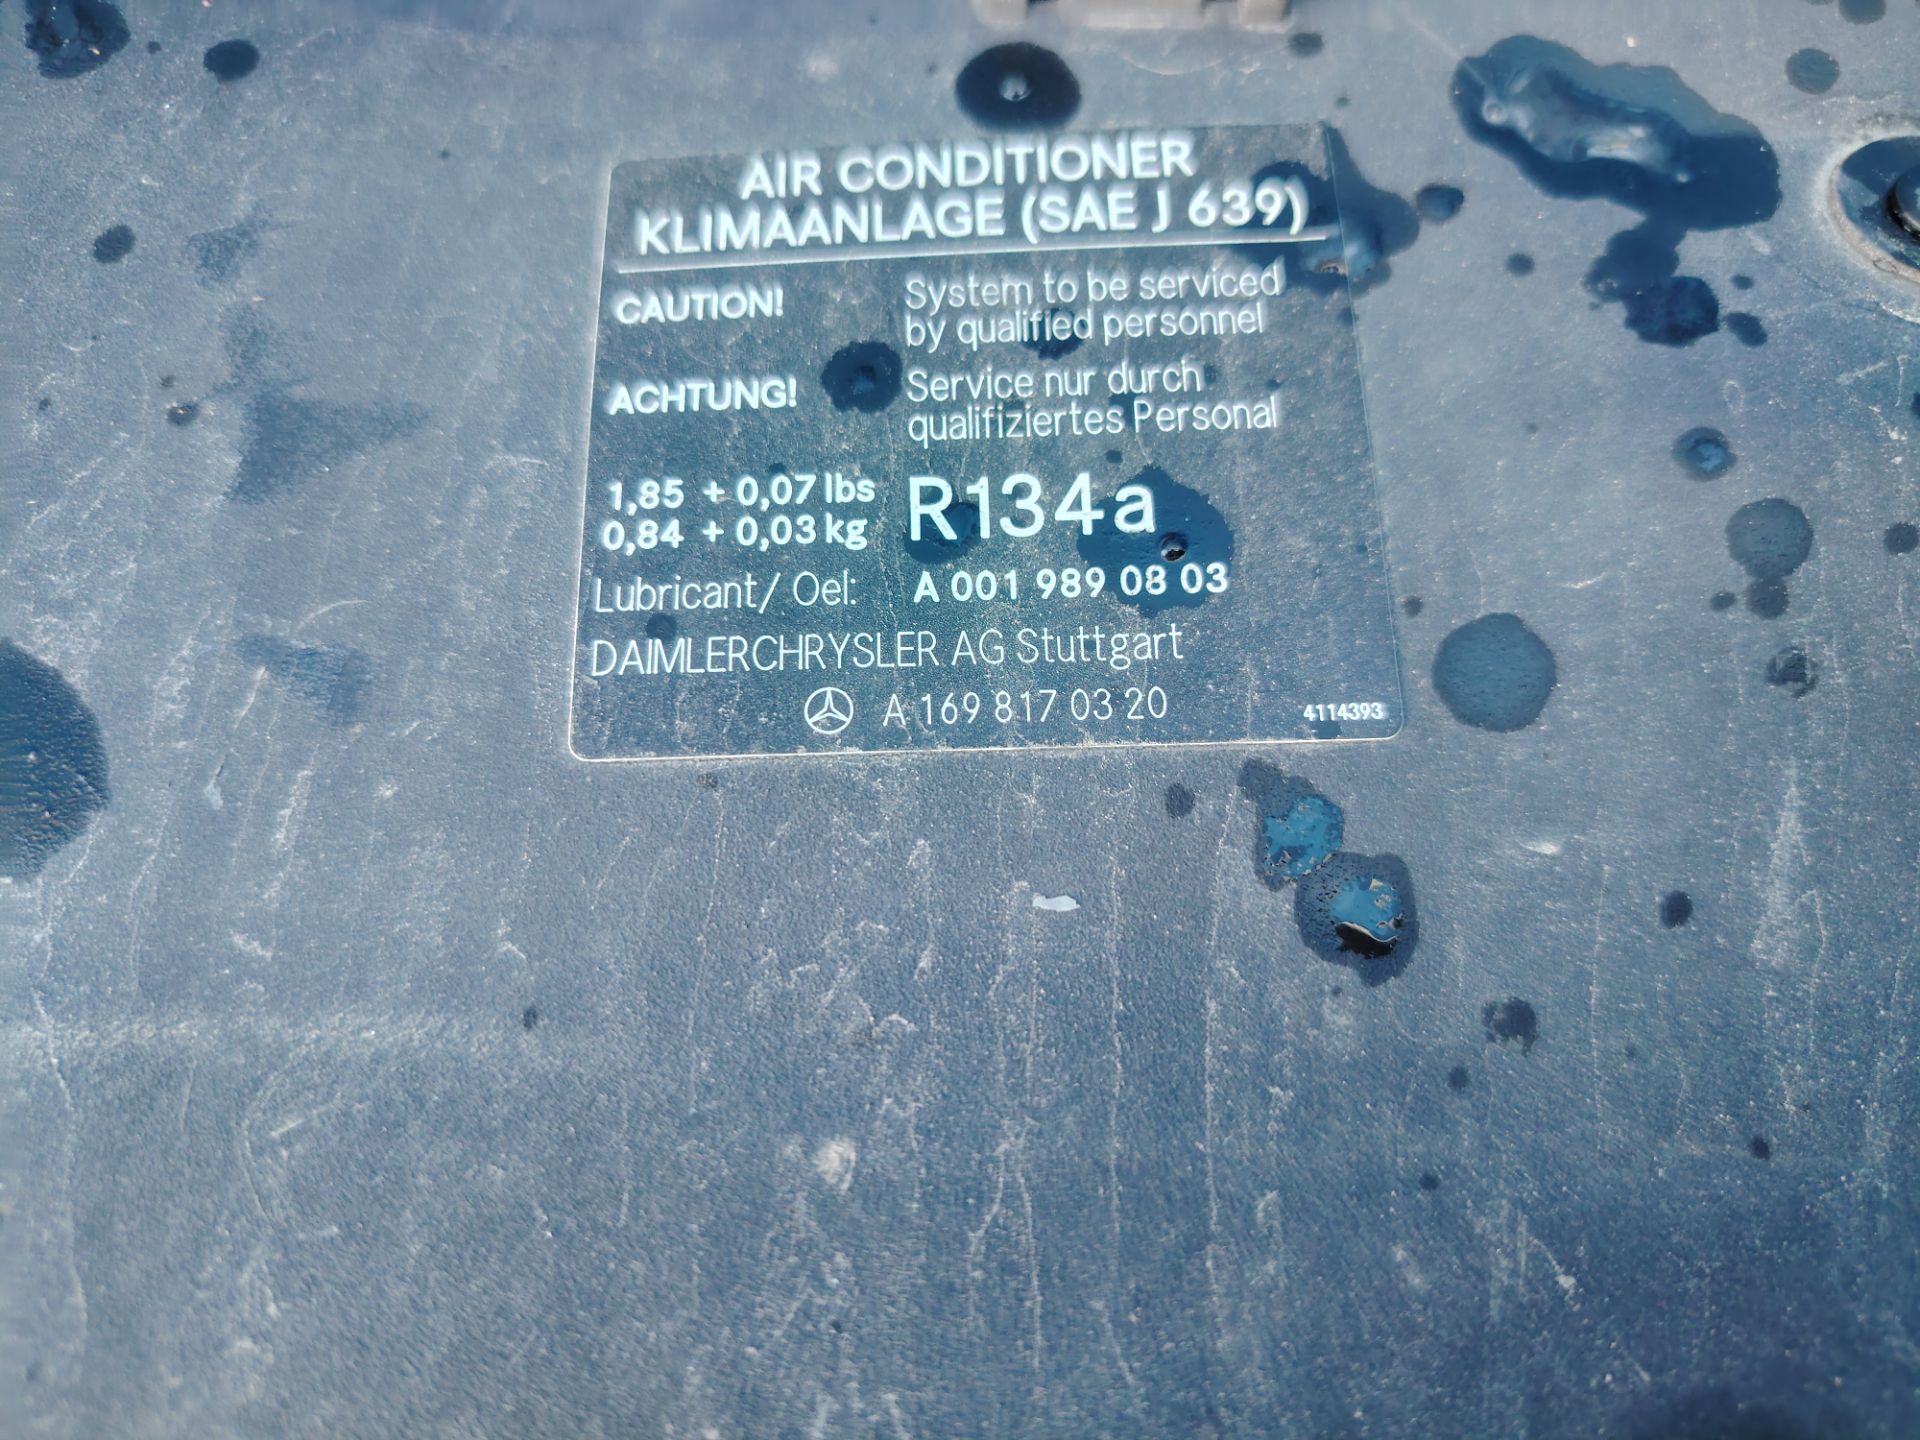 AIR CONDITIONER
KLIMAANLAGE (SAE J 639)
CAUTION! System to be serviced
by qualified personnel
ACHTUNG! Service nur durch
qualifiziertes Personal
1,85 + 0,07 lbs R134a
0,84 + 0,03 kg
Lubricant/ Oel: A 001 989 08 03
DAIMLERCHRYSLER AG Stuttgart
A 169 817 03 20 4114393